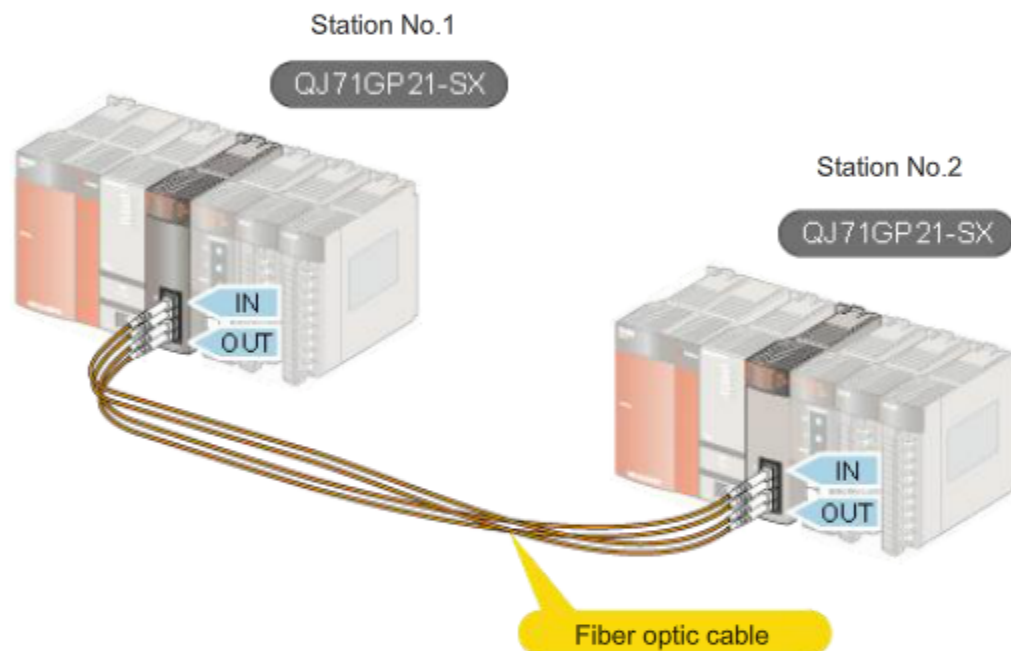 Station No.1
QJ71GP21-SX
Station No.2
QJ71GP21-SX
IN
OUT
IN
OUT
Fiber optic cable